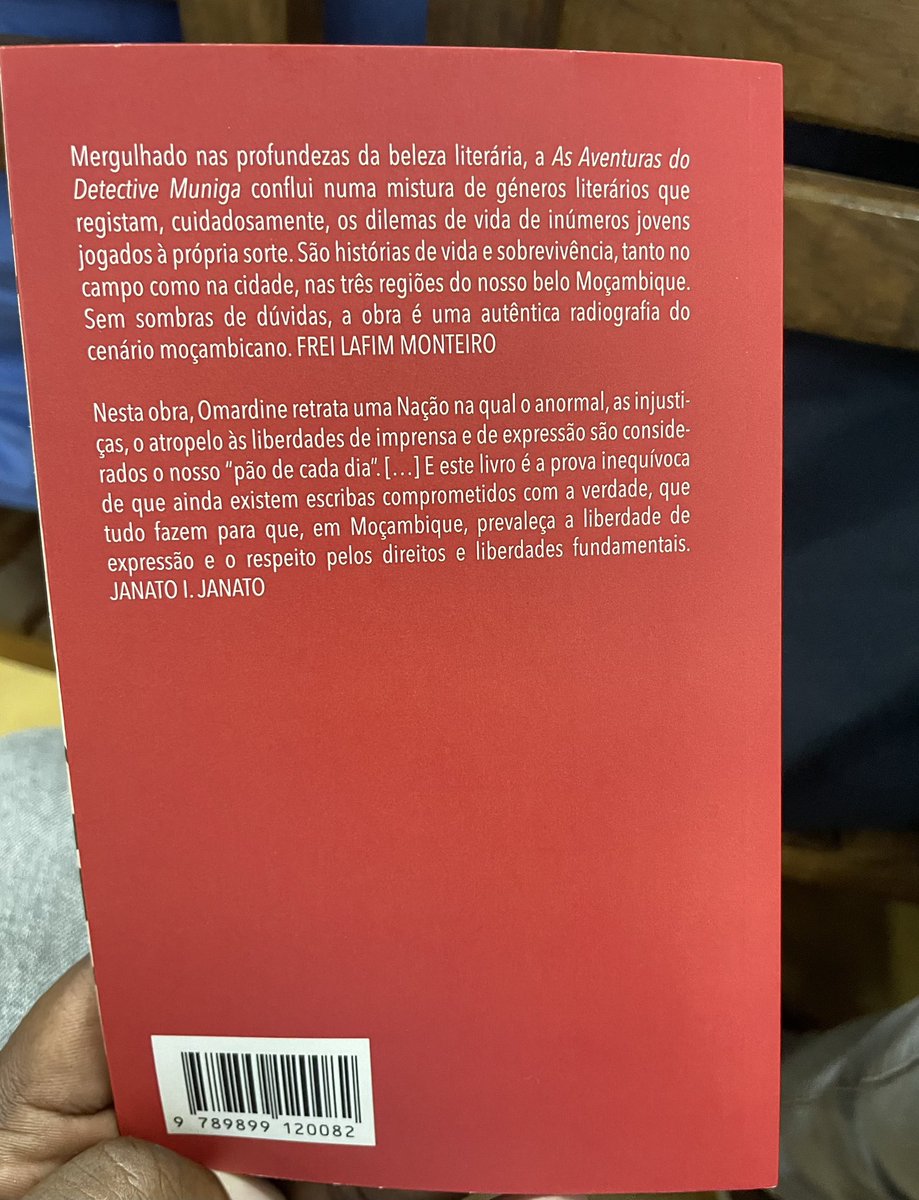 Mergulhado nas profundezas da beleza literária, a As Aventuras do
Detective Muniga conflui numa mistura de géneros literários que
registam, cuidadosamente, os dilemas de vida de inúmeros jovens
jogados à própria sorte. São histórias de vida e sobrevivência, tanto no
campo como na cidade, nas três regiões do nosso belo Moçambique.
Sem sombras de dúvidas, a obra é uma autêntica radiografia do
cenário moçambicano. FREI LAFIM MONTEIRO
Nesta obra, Omardine retrata uma Nação na qual o anormal, as injusti-
ças, o atropelo às liberdades de imprensa e de expressão são conside-
rados o nosso “pão de cada dia”. [...] E este livro é a prova inequívoca
de que ainda existem escribas comprometidos com a verdade, que
tudo fazem para que, em Moçambique, prevaleça a liberdade de
expressão e o respeito pelos direitos e liberdades fundamentais.
JANATO I. JANATO
9 789899 120082